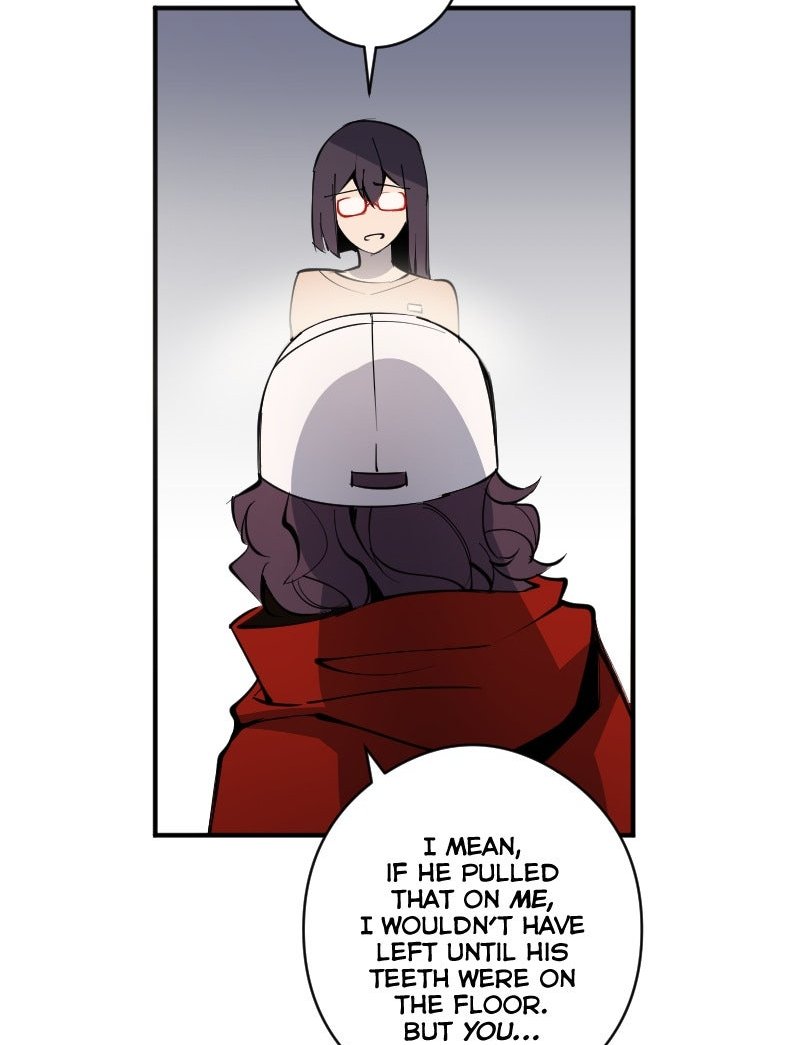 I MEAN,
IF HE PULLED
THAT ON ME,
I WOULDN'T HAVE
LEFT UNTIL HIS
TEETH WERE ON
THE FLOOR.
BUT YOU...